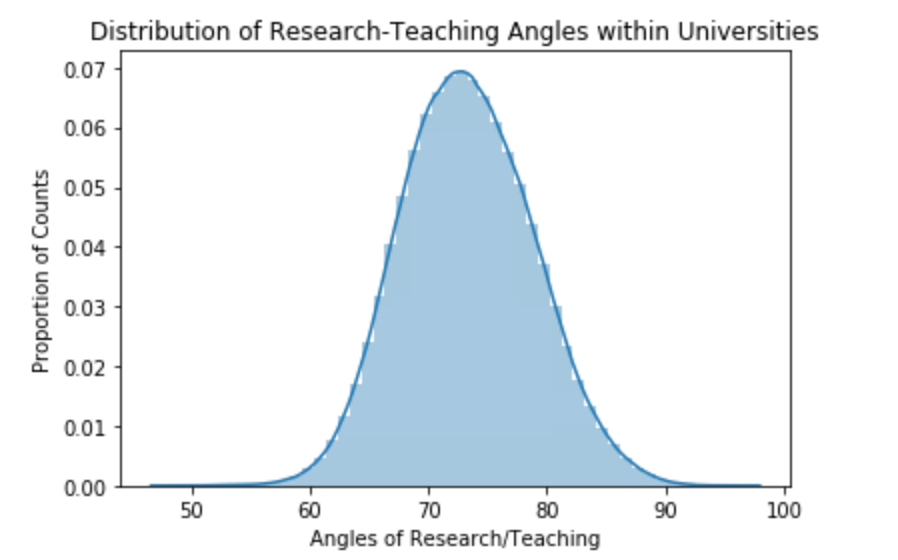 Distribution of Research-Teaching Angles within Universities
0.07
0.06
0.05
0.04
0.03
0.02
0.01
0.00
Proportion of Counts
50 60 70 80 90 100
Angles of Research/Teaching